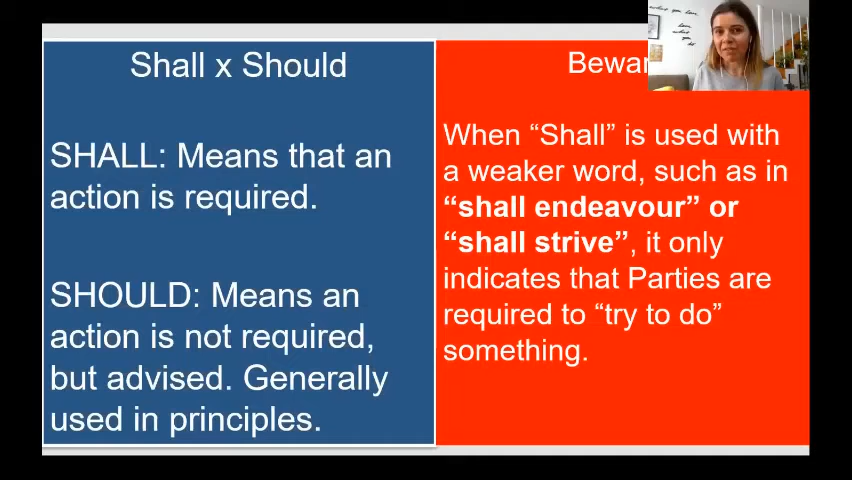 Shall x Should
SHALL: Means that an
action is required.
SHOULD: Means an
action is not required,
but advised. Generally
used in principles.
When “Shall” is used with
a weaker word, such as in
“shall endeavour” or
“shall strive”, it only
indicates that Parties are
required to “try to do”
something.